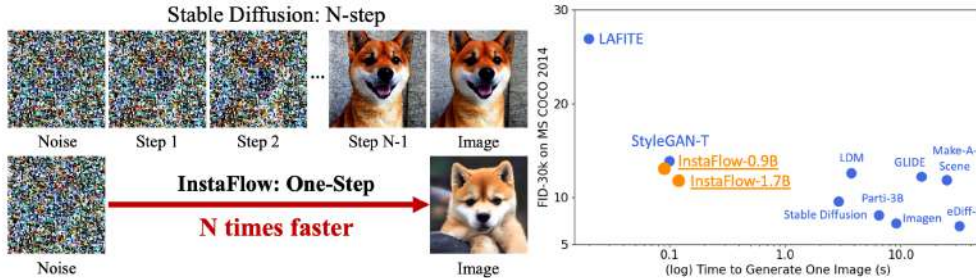 Stable Diffusion: N-step
...
Noise
Step 1
Step 2
Step N-1
Image
InstaFlow: One-Step
N times faster
Noise
Image
FID-30k on MS COCO 2014
30
20
10
5
LAFITE
StyleGAN-T
InstaFlow-0.9B
InstaFlow-1.7B
LDM
GLIDE
Make-A-
Scene
Parti-3B
Stable Diffusion
Imagen
eDiff-
0.1
1.0
10.0
(log) Time to Generate One Image (s)